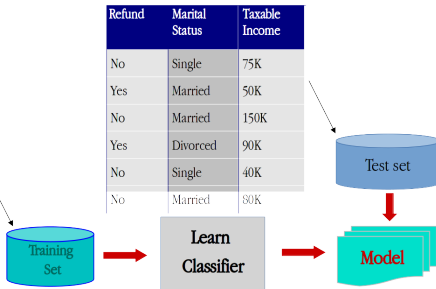 Refund Marital Status Taxable Income
No Single 75K
Yes Married 50K
No Married 150K
Yes Divorced 90K
No Single 40K
No Married 80K
Test set
Training
Set
Learn
Classifier
Model